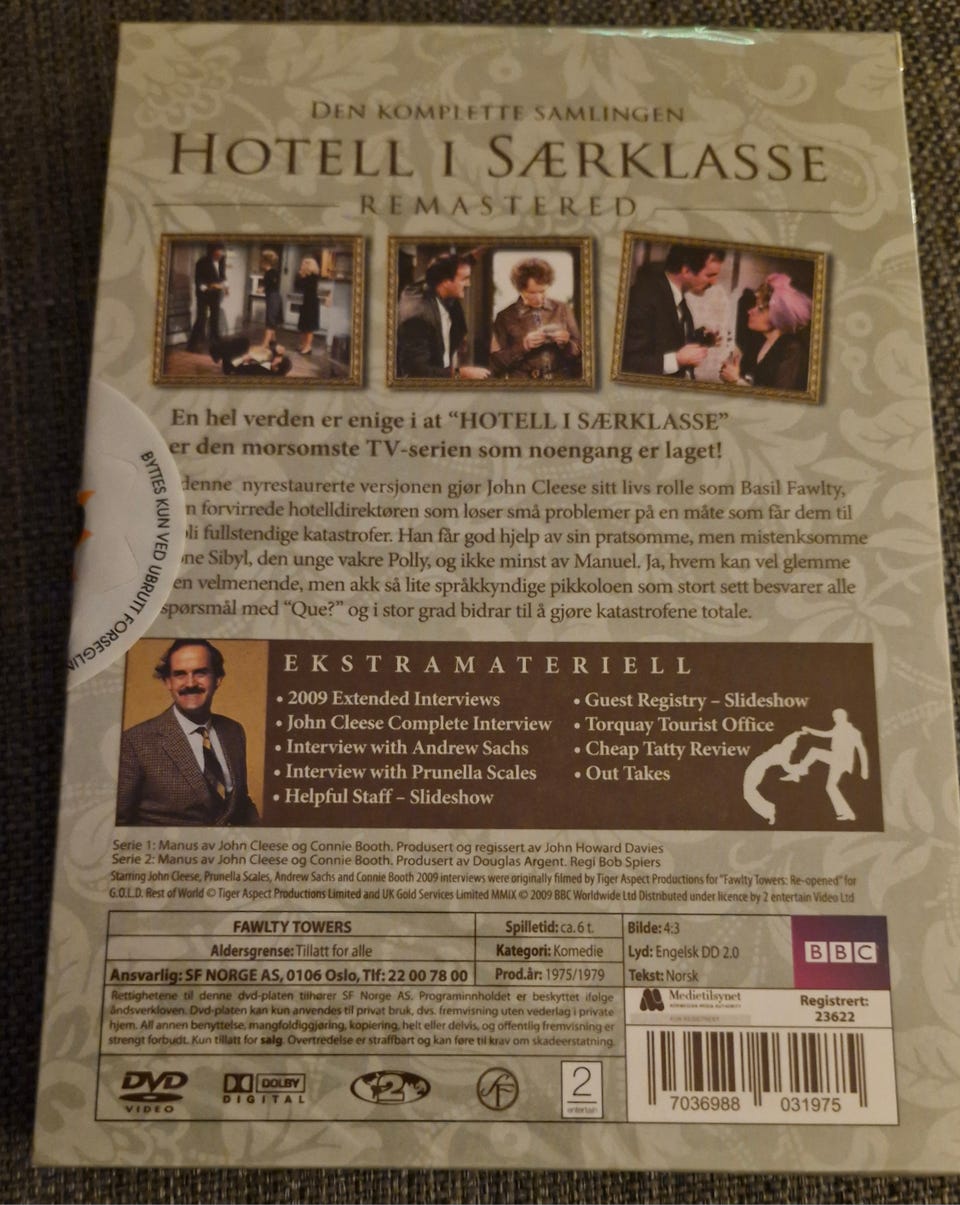 DEN KOMPLETTE SAMLINGEN
HOTELL I SÆRKLASSE
REMASTERED
En hel verden er enige i at “HOTELL I SÆRKLASSE”
er den morsomste TV-serien som noengang er laget!
denne nyrestaurerte versjonen gjør John Cleese sitt livs rolle som Basil Fawlty,
n forvirrede hotelldirektøren som løser små problemer på en måte som får dem til
li fullstendige katastrofer. Han får god hjelp av sin pratsomme, men mistenksomme
ne Sibyl, den unge vakre Polly, og ikke minst av Manuel. Ja, hvem kan vel glemme
en velmenende, men akk så lite språkkyndige pikkoloen som stort sett besvarer alle
spørsmål med “Que?” og i stor grad bidrar til å gjøre katastrofene totale.
BYTTES KUN VED UBRUTT FORSEGLIN
EKSTRAMATERIELL
• 2009 Extended Interviews
• John Cleese Complete Interview
• Interview with Andrew Sachs
• Interview with Prunella Scales
• Helpful Staff – Slideshow
• Guest Registry – Slideshow
• Torquay Tourist Office
• Cheap Tatty Review
• Out Takes
Serie 1: Manus av John Cleese og Connie Booth. Produsert og regissert av John Howard Davies
Serie 2: Manus av John Cleese og Connie Booth. Produsert av Douglas Argent. Regi Bob Spiers
Starring John Cleese, Prunella Scales, Andrew Sachs and Connie Booth 2009 interviews were originally filmed by Tiger Aspect Productions for “Fawlty Towers: Re-opened” for
G.O.L.D. Rest of World © Tiger Aspect Productions Limited and UK Gold Services Limited MMIX © 2009 BBC Worldwide Ltd Distributed under licence by 2 entertain Video Ltd
FAWLTY TOWERS
Aldersgrense: Tillatt for alle
Ansvarlig: SF NORGE AS, 0106 Oslo, Tlf: 22 00 78 00
Spilletid: ca. 6 t.
Kategori: Komedie
Prod.år: 1975/1979
Bilde: 4:3
Lyd: Engelsk DD 2.0
Tekst: Norsk
BBC
Rettighetene til denne dvd-platen tilhører SF Norge AS. Programinnholdet er beskyttet ifølge
åndsverkloven. Dvd-platen kan kun anvendes til privat bruk, dvs. fremvisning uten vederlag i private
hjem. All annen benyttelse, mangfoldiggjøring, kopiering, helt eller delvis, og offentlig fremvisning er
strengt forbudt. Kun tillatt for salg. Overtredelse er straffbart og kan føre til krav om skadeerstatning.
Medietilsynet
NORWEGIAN MEDIA AUTHORITY
KUN REGISTRERT
Registrert:
23622
DVD
VIDEO
DOLBY
DIGITAL
2
SF
2
entertain
7036988 031975